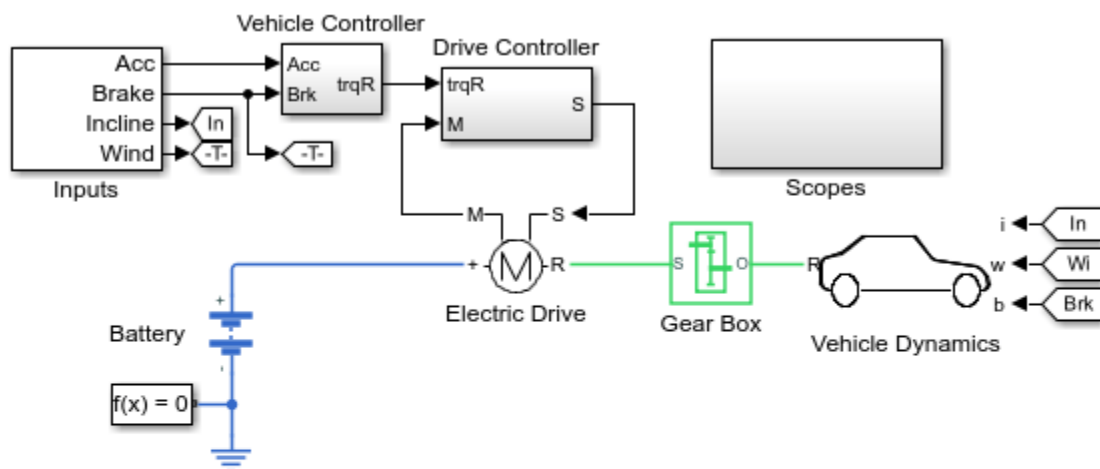 Vehicle Controller
Drive Controller
Acc
Brake
Incline
Wind
Inputs
In
-T-
-T-
Acc
Brk
trqR
trqR
M
S
Scopes
M
S
+
M
R
Electric Drive
S
O
Gear Box
R
i
w
b
In
Wi
Brk
Vehicle Dynamics
+
Battery
-
f(x) = 0